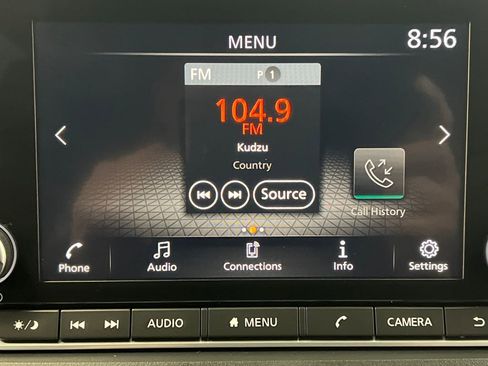 MENU 8:56
FM P 1
104.9
FM
Kudzu
Country
Source
Call History
Phone Audio Connections Info Settings
AUDIO MENU CAMERA